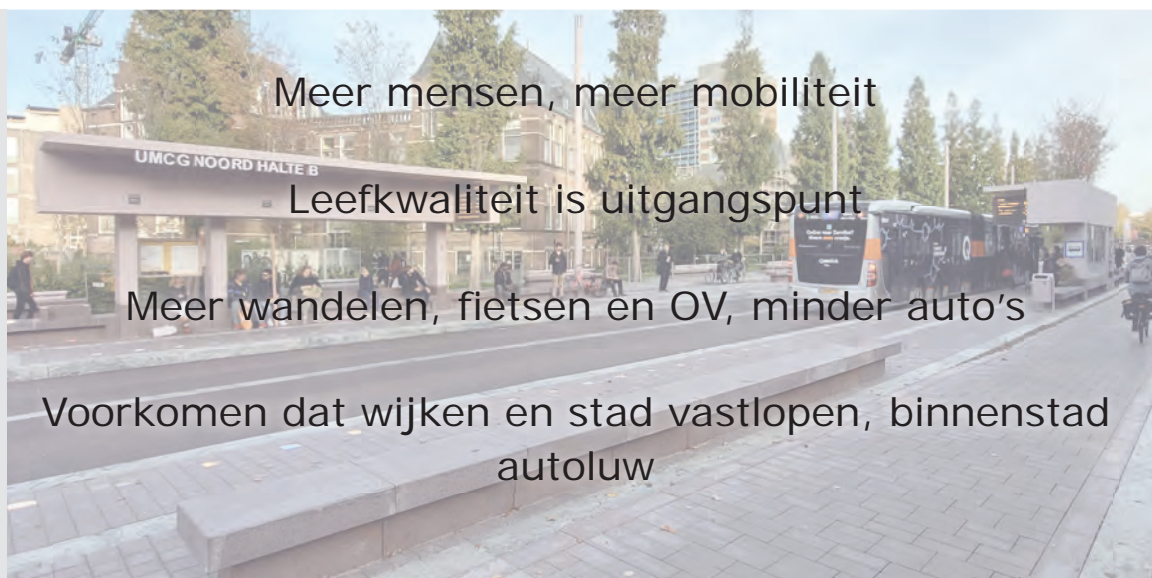 Meer mensen, meer mobiliteit
UMCG NOORD HALTE B
Leefkwaliteit is uitgangspunt
Meer wandelen, fietsen en OV, minder auto's
Voorkomen dat wijken en stad vastlopen, binnenstad
autoluw